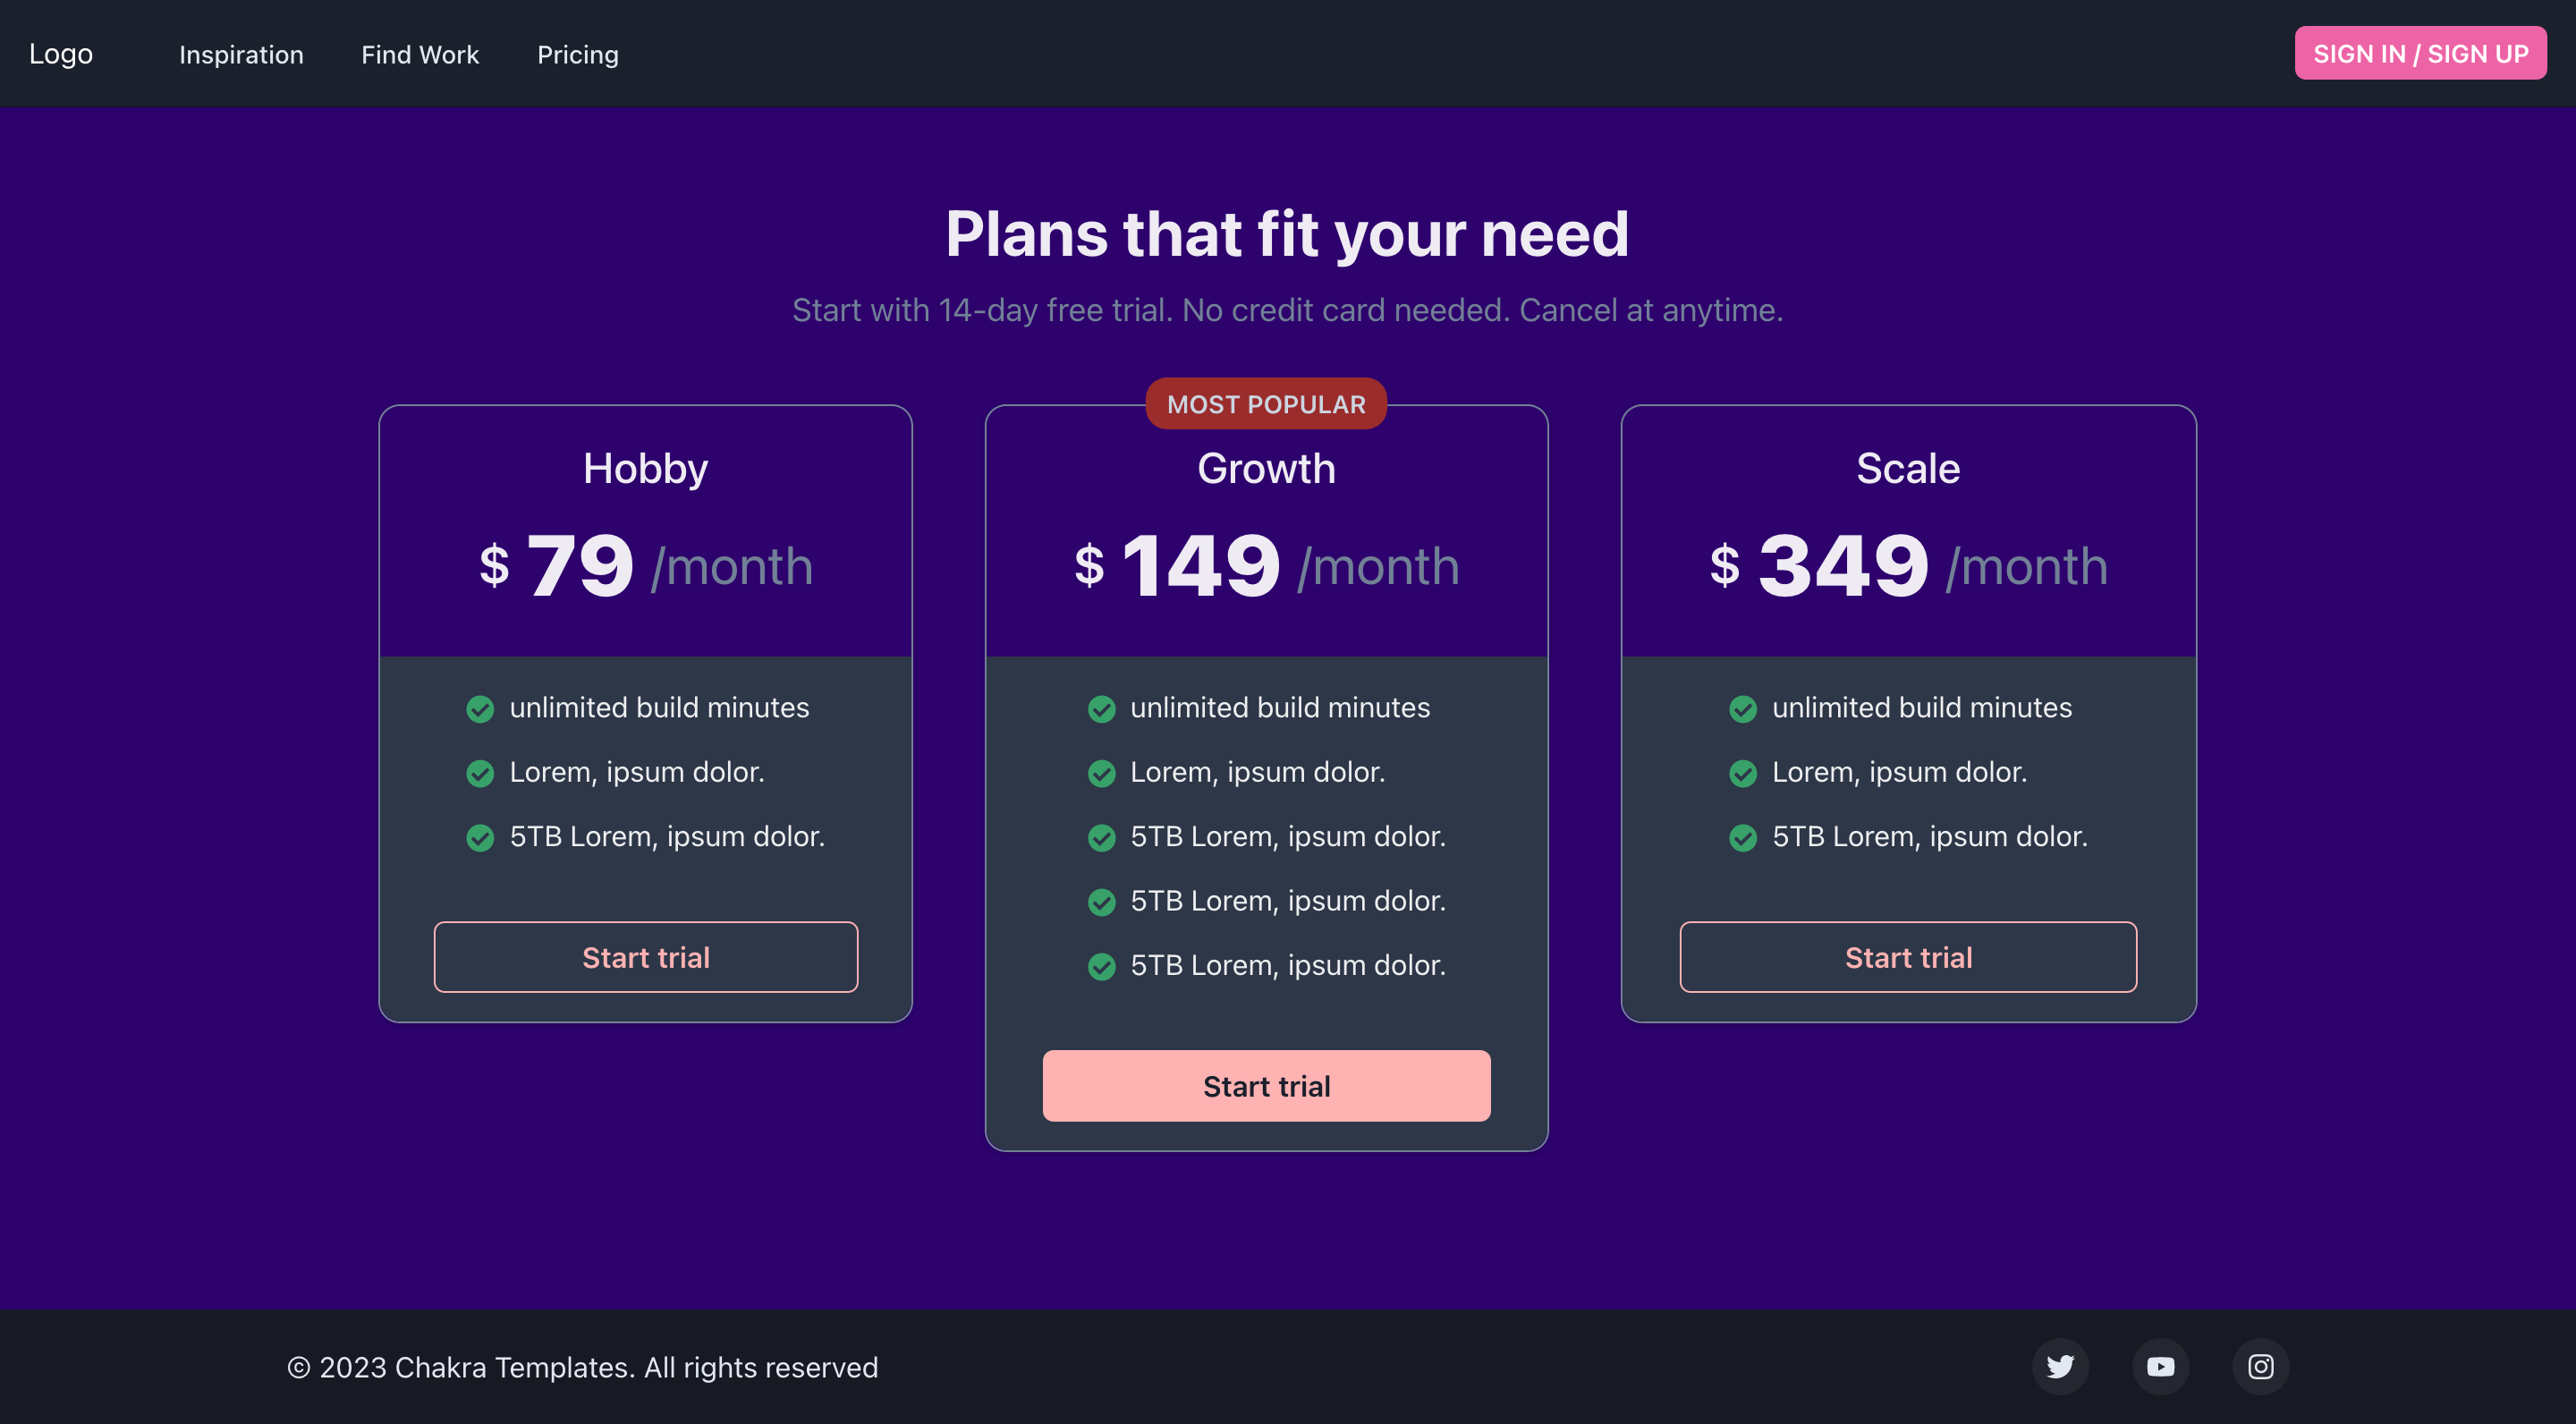 Logo
Inspiration
Find Work
Pricing
SIGN IN / SIGN UP
Plans that fit your need
Start with 14-day free trial. No credit card needed. Cancel at anytime.
Hobby
$ 79 /month
unlimited build minutes
Lorem, ipsum dolor.
5TB Lorem, ipsum dolor.
Start trial
MOST POPULAR
Growth
$ 149 /month
unlimited build minutes
Lorem, ipsum dolor.
5TB Lorem, ipsum dolor.
5TB Lorem, ipsum dolor.
5TB Lorem, ipsum dolor.
Start trial
Scale
$ 349 /month
unlimited build minutes
Lorem, ipsum dolor.
5TB Lorem, ipsum dolor.
Start trial
© 2023 Chakra Templates. All rights reserved